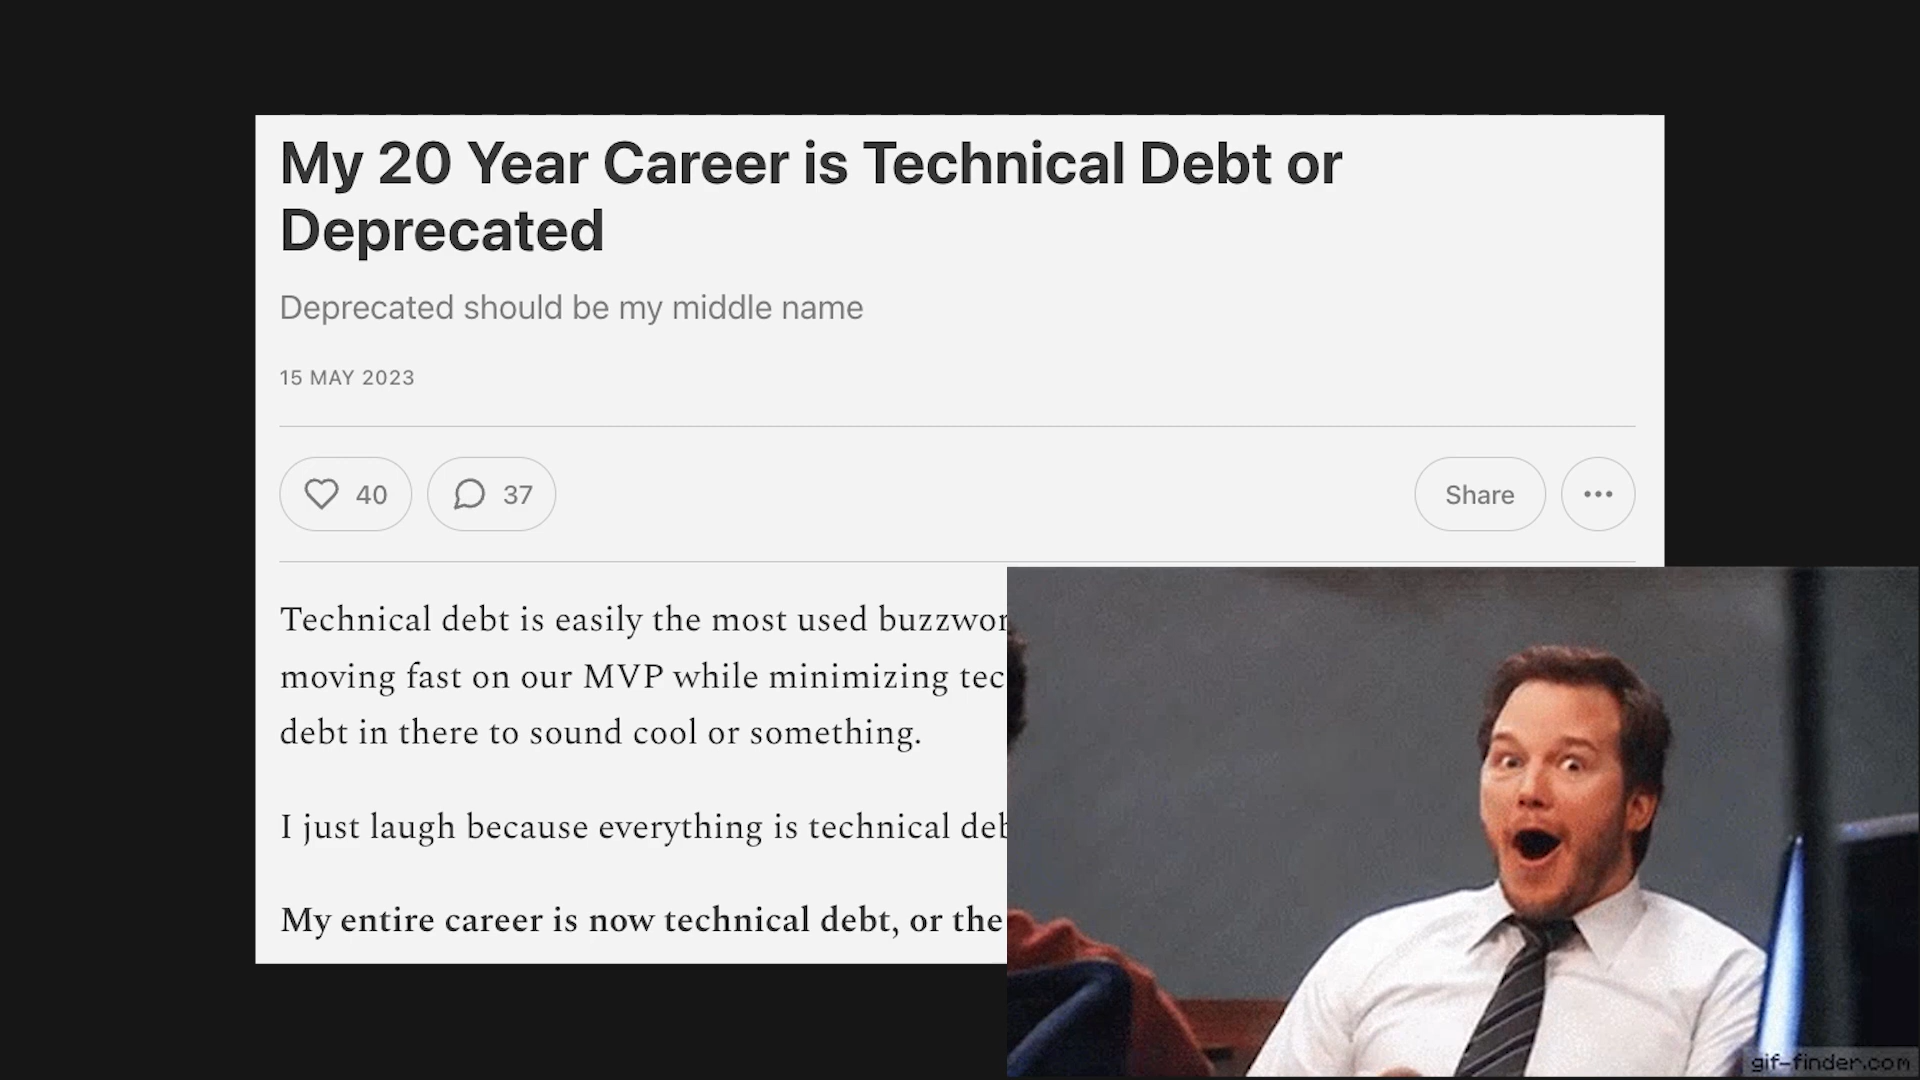 My 20 Year Career is Technical Debt or
Deprecated
Deprecated should be my middle name
15 MAY 2023
40
37
Share
Technical debt is easily the most used
moving fast on our MVP while minimizing
debt in there to sound cool or something.
I just laugh because everything is technical
My entire career is now technical debt, or the
gif-finder.com